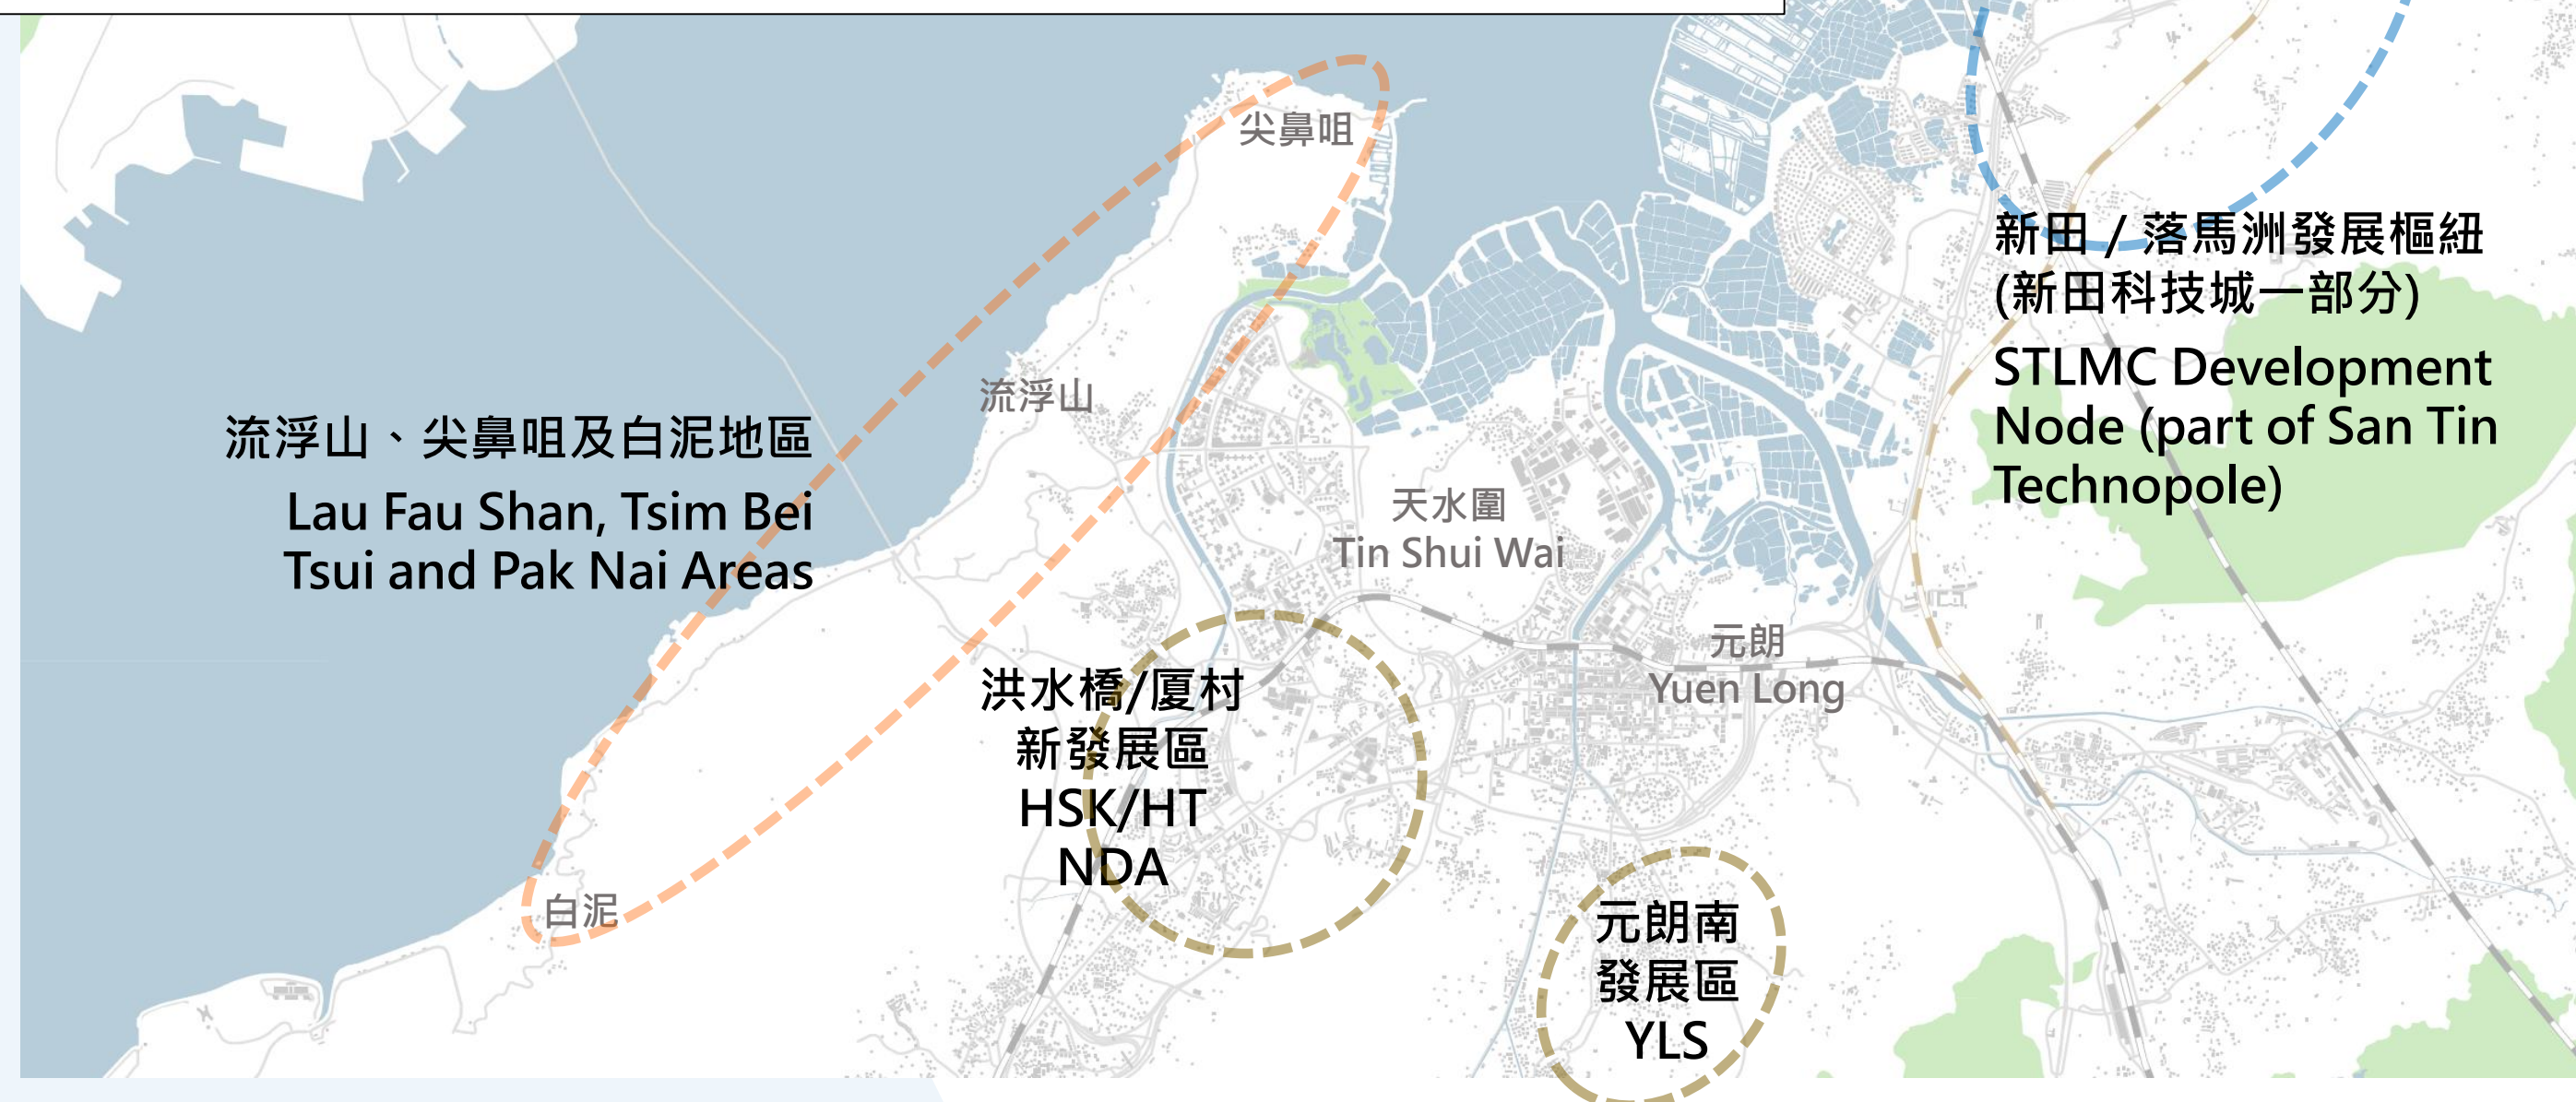 尖鼻咀
新田 / 落馬洲發展樞紐
(新田科技城一部分)
STLMC Development
Node (part of San Tin
Technopole)
流浮山
流浮山、尖鼻咀及白泥地區
Lau Fau Shan, Tsim Bei
Tsui and Pak Nai Areas
天水圍
Tin Shui Wai
元朗
Yuen Long
洪水橋/厦村
新發展區
HSK/HT
NDA
白泥
元朗南
發展區
YLS